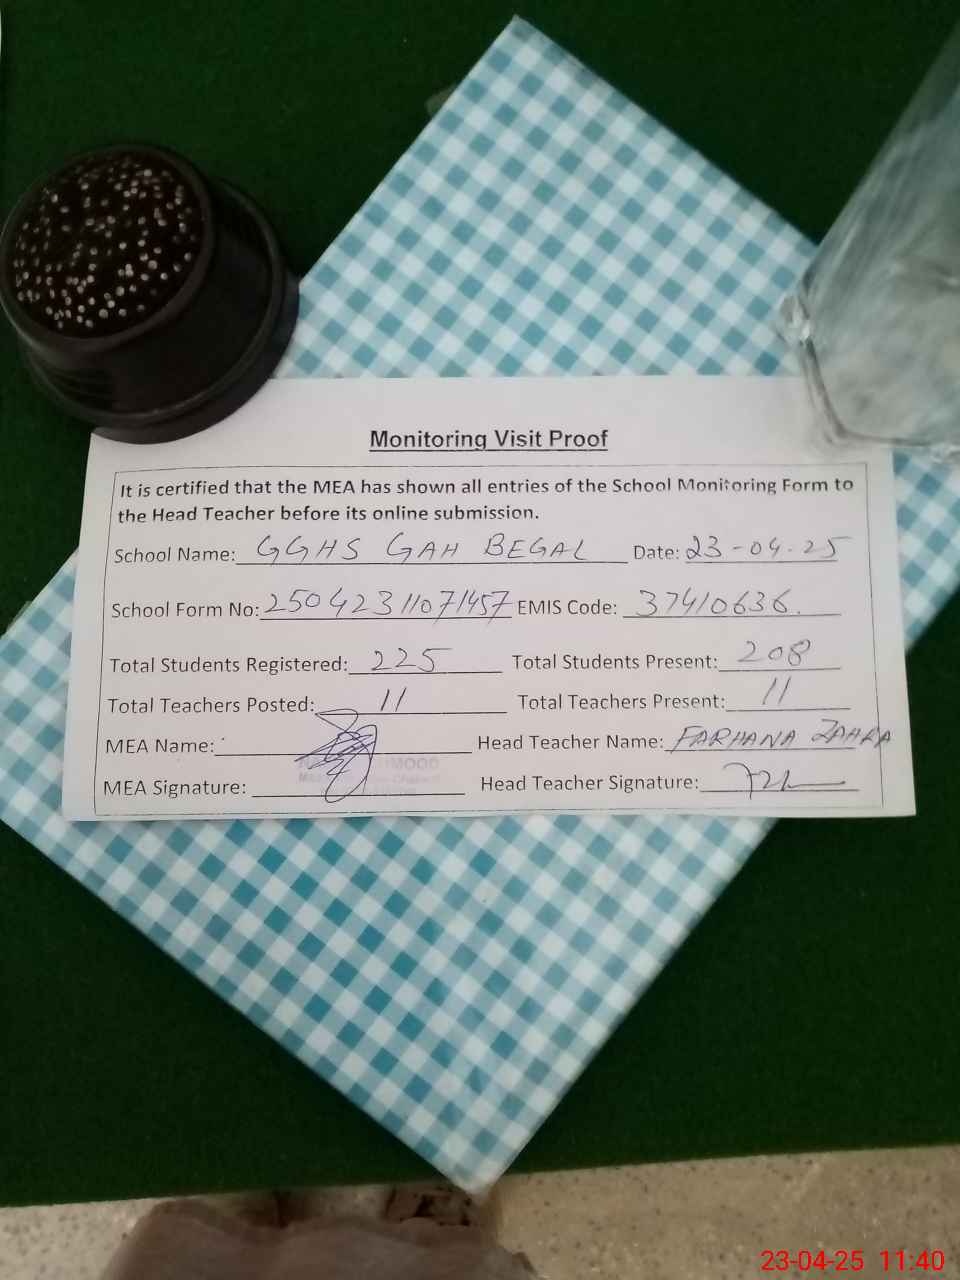 Monitoring Visit Proof
It is certified that the MEA has shown all entries of the School Monitoring Form to
the Head Teacher before its online submission.
School Name: GGHS GAH BEGAL Date: 23-04-25
School Form No: 25042311071457 EMIS Code: 37410636.
Total Students Registered: 225 Total Students Present: 208
Total Teachers Posted: 11 Total Teachers Present: 11
MEA Name: Head Teacher Name: FARHANA ZAHRA
MEA Signature: Head Teacher Signature:
23-04-25 11:40